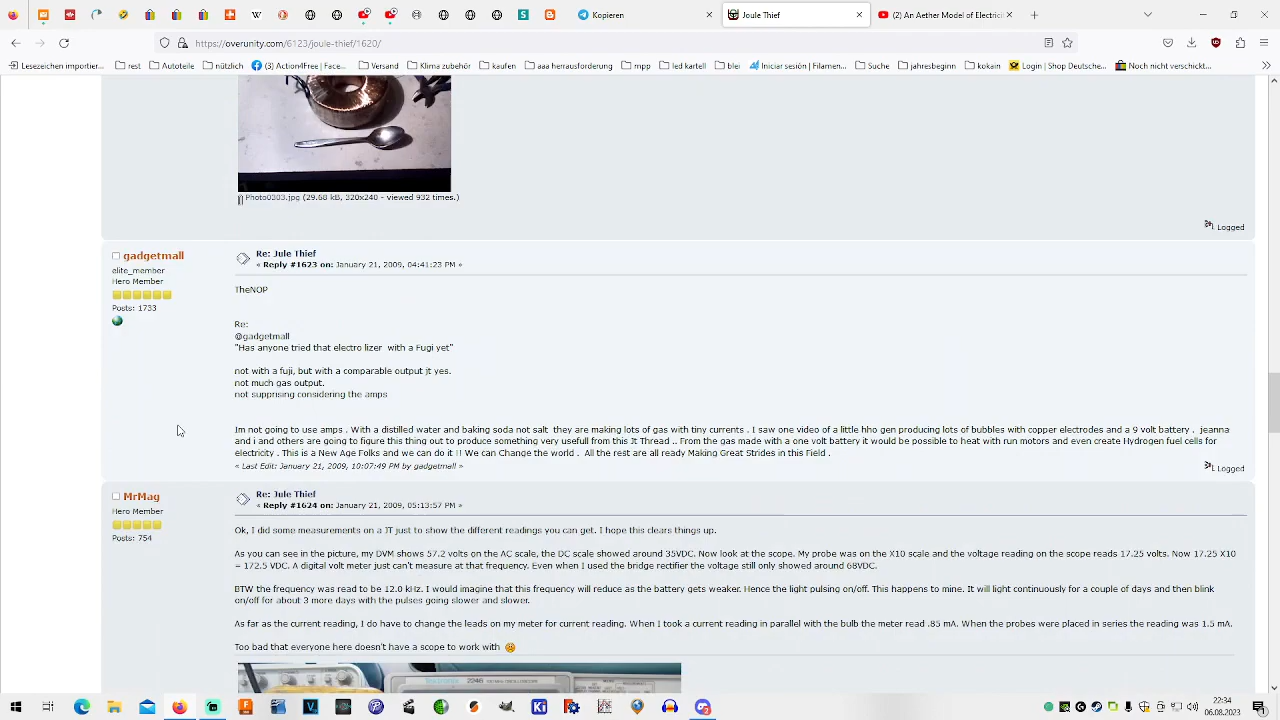 Kopieren
Joule Thief
(2) An Aether Model of Electricit
https://overunity.com/6123/joule-thief/1620/
Lesezeichen importier...
rest
Autoteile
nützlich
(3) Action4Free | Face...
Versand
Klima zubehör
kaufen
aaa herrausforderung
mpp
led kartell
blei
Iniciar sesión | Filamen...
Suche
jahresbeginn
kokain
Login | Shop Deutsche...
Noch nicht verschickt...
Photo0303.jpg (29.68 kB, 320x240 - viewed 932 times.)
Logged
gadgetmall
elite_member
Hero Member
Posts: 1733
Re: Jule Thief
« Reply #1623 on: January 21, 2009, 04:41:23 PM »
TheNOP
Re:
@gadgetmall
"Has anyone tried that electro lizer with a Fugi yet"
not with a fuji, but with a comparable output jt yes.
not much gas output.
not supprising considering the amps
Im not going to use amps . With a distilled water and baking soda not salt they are making lots of gas with tiny currents . I saw one video of a little hho gen producing lots of bubbles with copper electrodes and a 9 volt battery . jeanna
and i and others are going to figure this thing out to produce something very usefull from this Jt Thread .. From the gas made with a one volt battery it would be possible to heat with run motors and even create Hydrogen fuel cells for
electricity . This is a New Age Folks and we can do it !! We can Change the world . All the rest are all ready Making Great Strides in this Field .
« Last Edit: January 21, 2009, 10:07:49 PM by gadgetmall »
Logged
MrMag
Hero Member
Posts: 754
Re: Jule Thief
« Reply #1624 on: January 21, 2009, 05:13:57 PM »
Ok, I did some measurements on a JT just to show the different readings you can get. I hope this clears things up.
As you can see in the picture, my DVM shows 57.2 volts on the AC scale, the DC scale showed around 35VDC. Now look at the scope. My probe was on the X10 scale and the voltage reading on the scope reads 17.25 volts. Now 17.25 X10
= 172.5 VDC. A digital volt meter just can't measure at that frequency. Even when I used the bridge rectifier the voltage still only showed around 68VDC.
BTW the frequency was read to be 12.0 kHz. I would imagine that this frequency will reduce as the battery gets weaker. Hence the light pulsing on/off. This happens to mine. It will light continuously for a couple of days and then blink
on/off for about 3 more days with the pulses going slower and slower.
As far as the current reading, I do have to change the leads on my meter for current reading. When I took a current reading in parallel with the bulb the meter read .85 mA. When the probes were placed in series the reading was 1.5 mA.
Too bad that everyone here doesn't have a scope to work with
22:34
06.09.2023